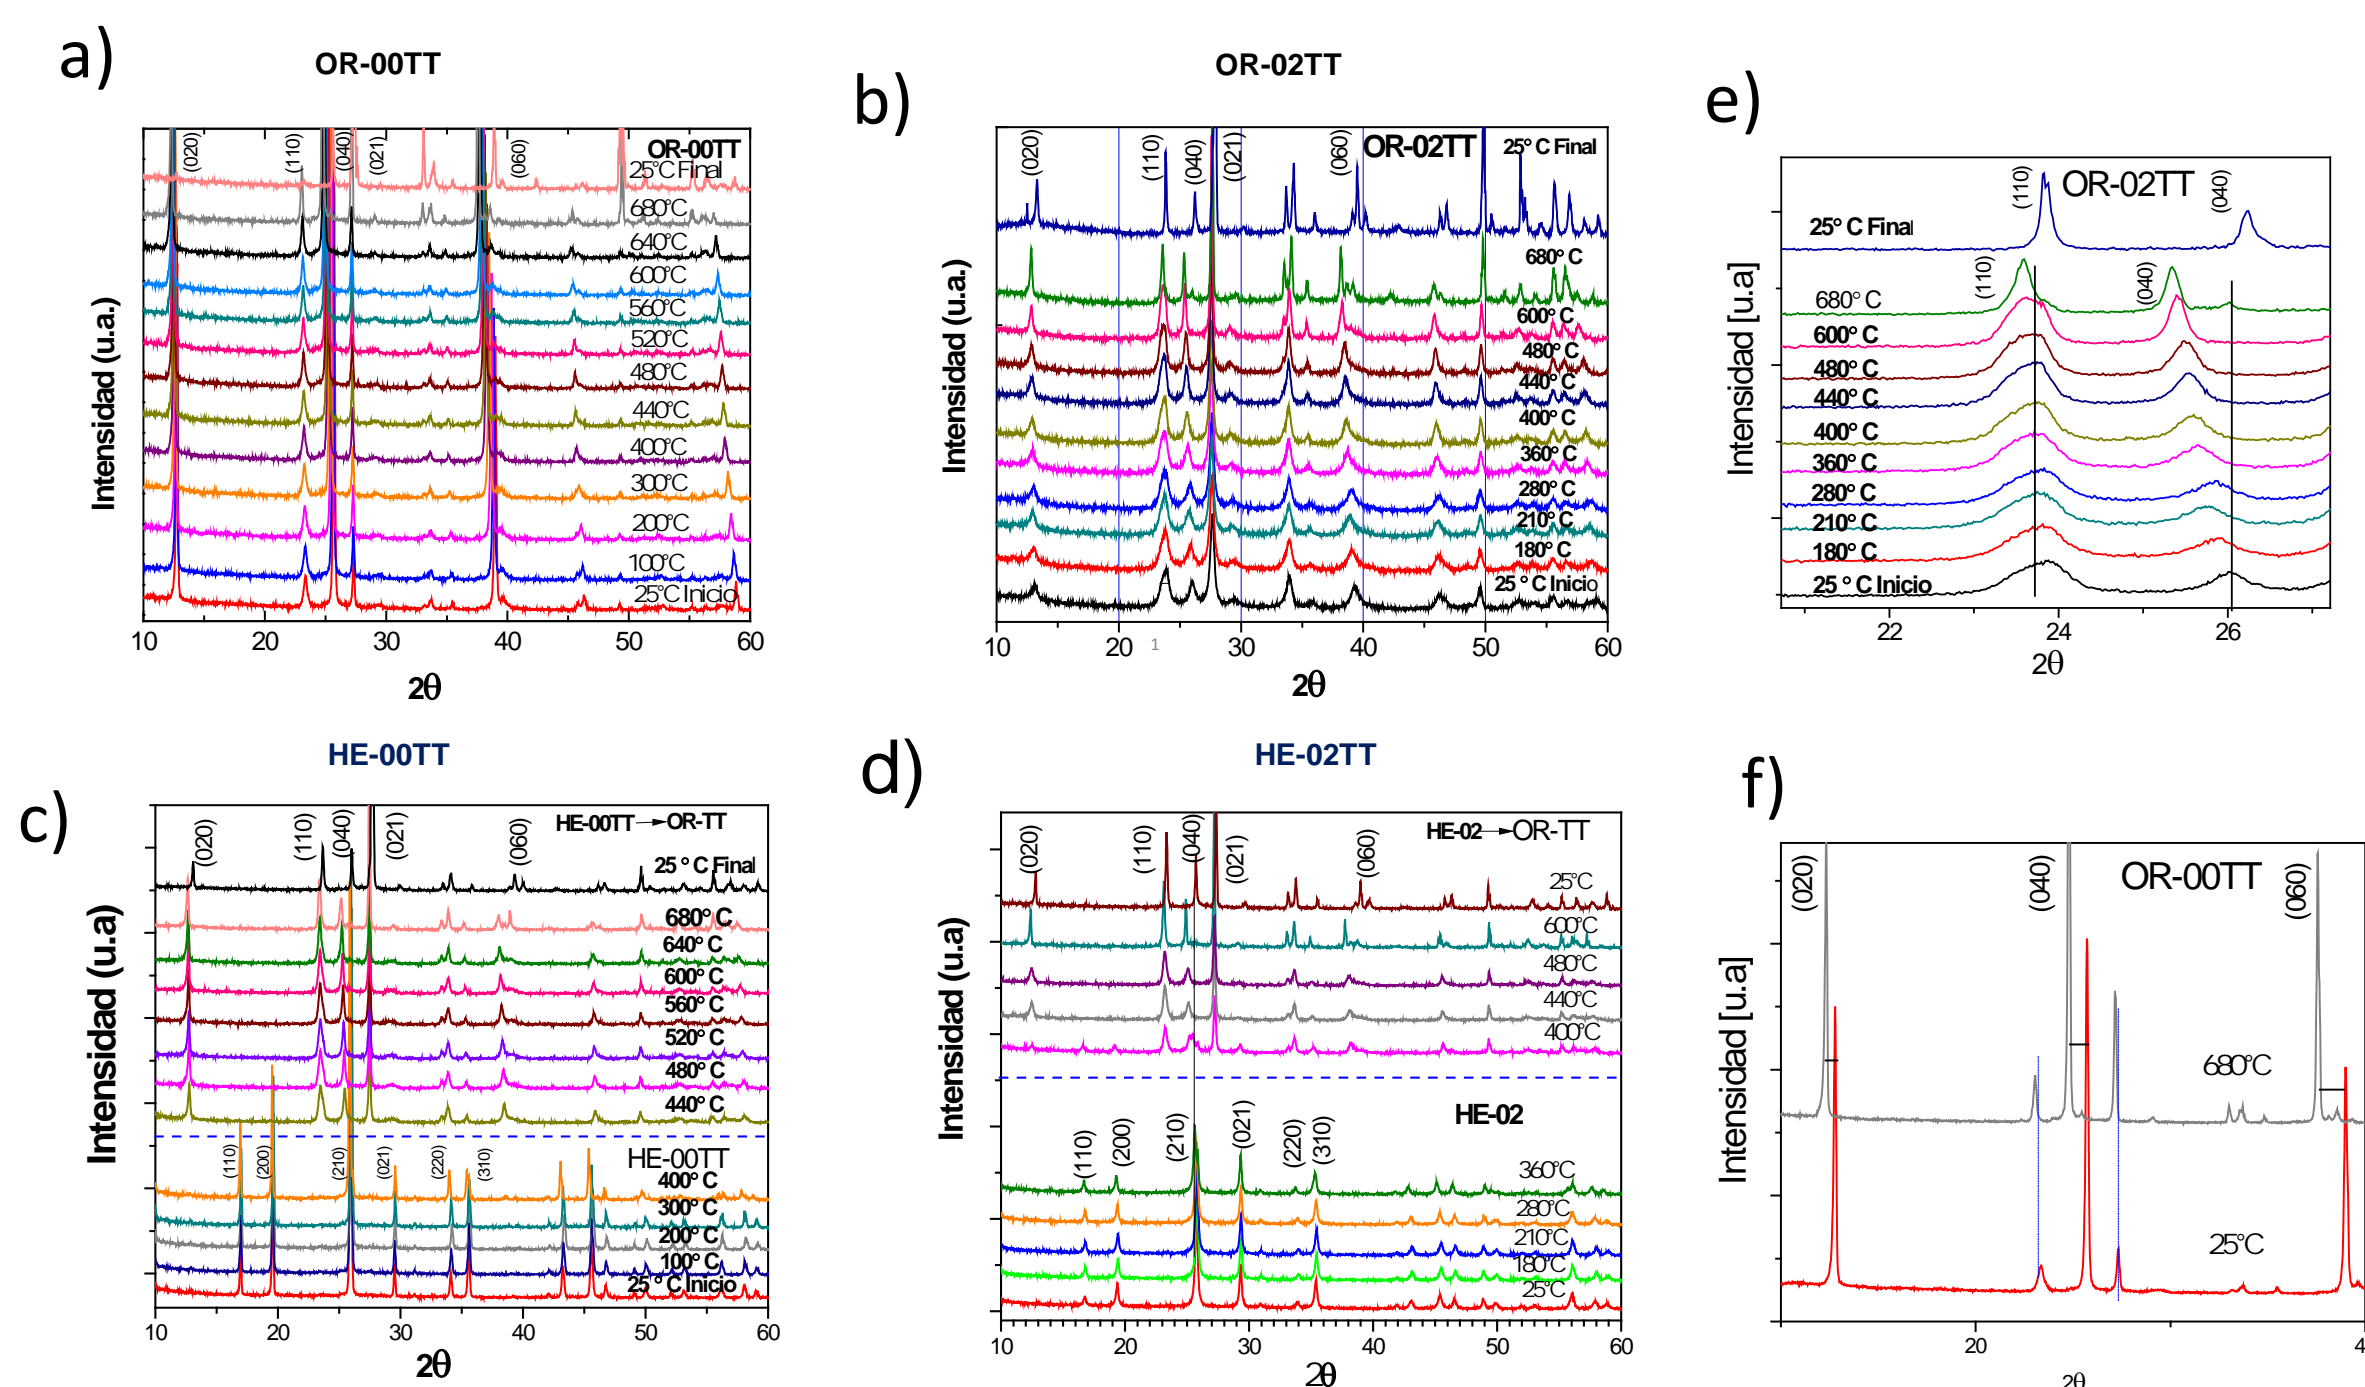 a)
OR-00TT
(020)
(110)
(040)
(021)
(060)
OR-00TT
25°C Final
680°C
640°C
600°C
560°C
520°C
480°C
440°C
400°C
300°C
200°C
100°C
25°C Inicio
Intensidad (u.a.)
10 20 30 40 50 60
2θ
b)
OR-02TT
(020)
(110)
(040)
(021)
(060)
OR-02TT
25° C Final
680° C
600° C
480° C
440° C
400° C
360° C
280° C
210° C
180° C
25 ° C Inicio
Intensidad (u.a.)
10 20 30 40 50 60
1
2θ
e)
(110)
OR-02TT
(040)
25° C Final
(110)
(040)
680° C
600° C
480° C
440° C
400° C
360° C
280° C
210° C
180° C
25 ° C Inicio
Intensidad [u.a]
22 24 26
2θ
c)
HE-00TT
(020)
(110)
(040)
(021)
(060)
HE-00TT→OR-TT
25 ° C Final
680° C
640° C
600° C
560° C
520° C
480° C
440° C
(110)
(200)
(210)
(021)
(220)
(310)
HE-00TT
400° C
300° C
200° C
100° C
25 ° C Inicio
Intensidad (u.a)
10 20 30 40 50 60
2θ
d)
HE-02TT
(020)
(110)
(040)
(021)
(060)
HE-02→OR-TT
25°C
600°C
480°C
440°C
400°C
HE-02
(110)
(200)
(210)
(021)
(220)
(310)
360°C
280°C
210°C
180°C
25°C
Intensidad (u.a)
10 20 30 40 50 60
2θ
f)
(020)
(040)
OR-00TT
(060)
680°C
25°C
Intensidad [u.a]
20 4
2θ